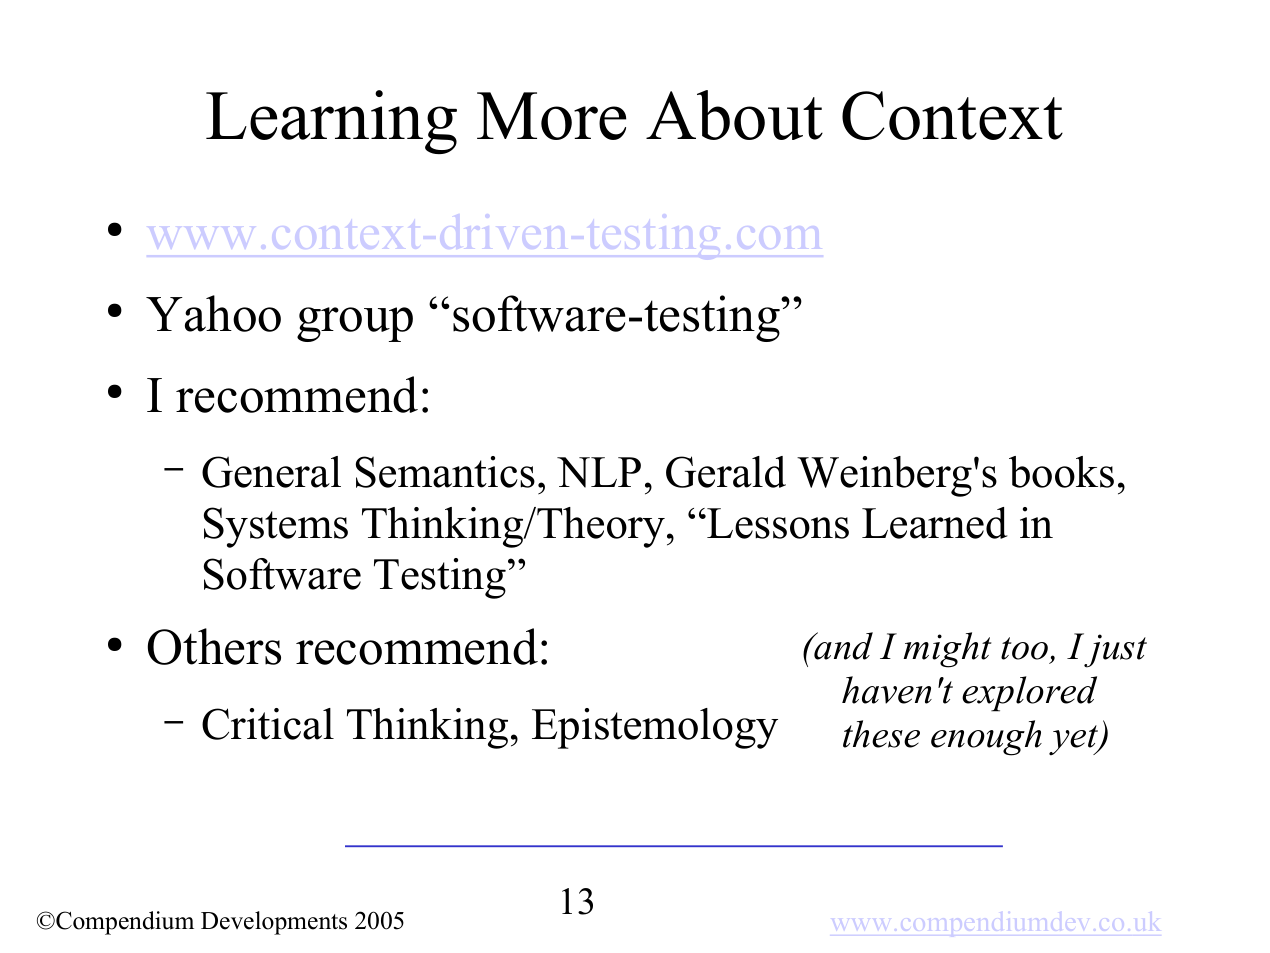 Learning More About Context
• www.context-driven-testing.com
• Yahoo group “software-testing”
• I recommend:
– General Semantics, NLP, Gerald Weinberg's books,
Systems Thinking/Theory, “Lessons Learned in
Software Testing”
• Others recommend:
– Critical Thinking, Epistemology
(and I might too, I just
haven't explored
these enough yet)
13
©Compendium Developments 2005
www.compendiumdev.co.uk